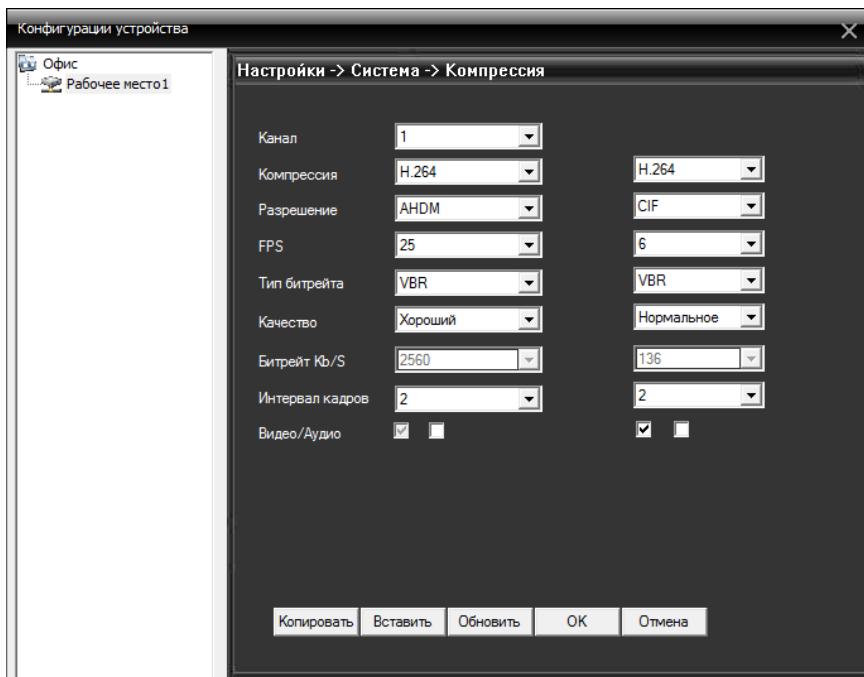 Конфигурации устройства
Офис
Рабочее место1
Настройки -> Система -> Компрессия
Канал 1
Компрессия H.264 H.264
Разрешение AHDM CIF
FPS 25 6
Тип битрейта VBR VBR
Качество Хороший Нормальное
Битрейт Kb/S 2560 136
Интервал кадров 2 2
Видео/Аудио
Копировать Вставить Обновить OK Отмена